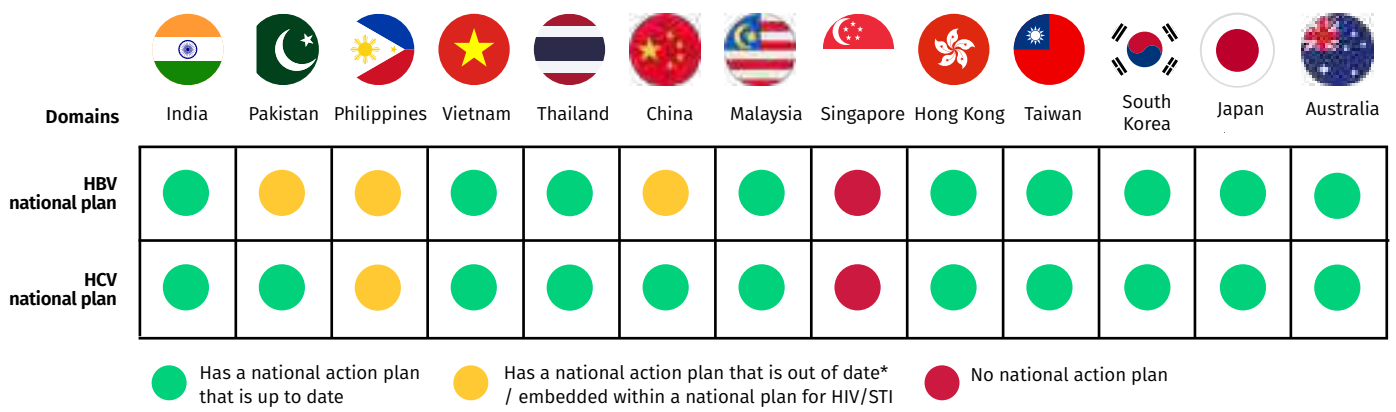 Domains
India
Pakistan
Philippines
Vietnam
Thailand
China
Malaysia
Singapore
Hong Kong
Taiwan
South
Korea
Japan
Australia
HBV
national plan
HCV
national plan
Has a national action plan
that is up to date
Has a national action plan that is out of date*
/ embedded within a national plan for HIV/STI
No national action plan